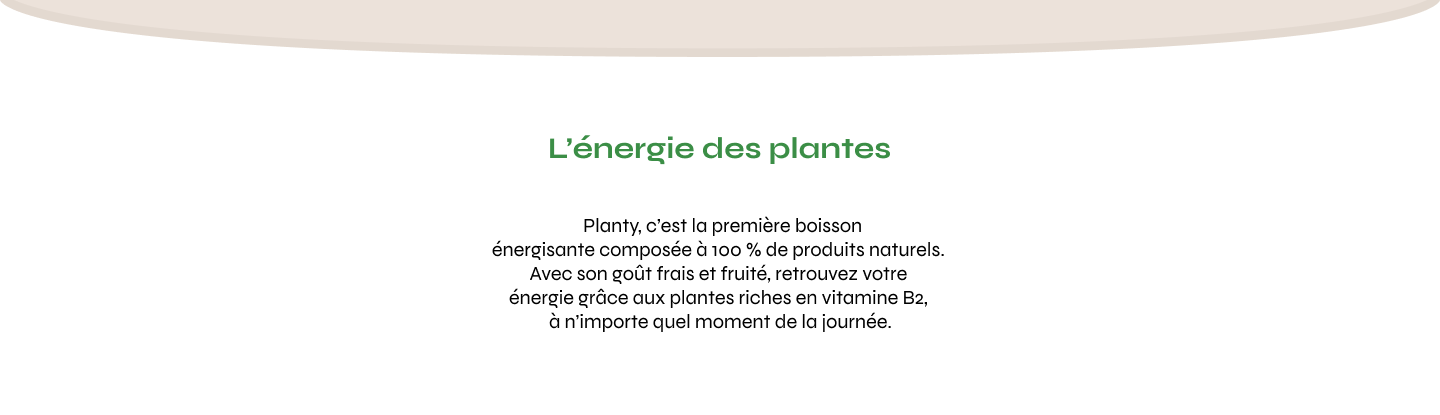 L’énergie des plantes
Planty, c’est la première boisson
énergisante composée à 100 % de produits naturels.
Avec son goût frais et fruité, retrouvez votre
énergie grâce aux plantes riches en vitamine B2,
à n’importe quel moment de la journée.